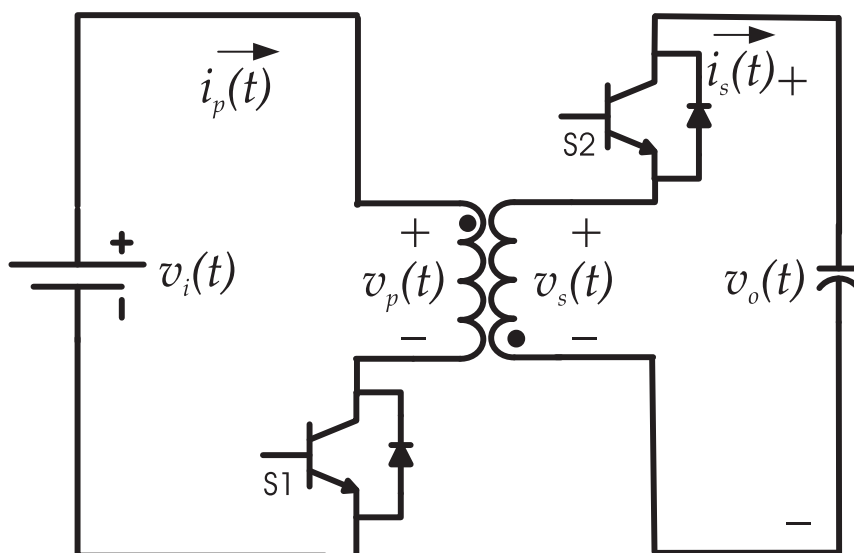 i_p(t)
i_s(t) +
S2
+
+
+
v_i(t)
v_p(t)
v_s(t)
v_o(t)
−
−
−
S1
−